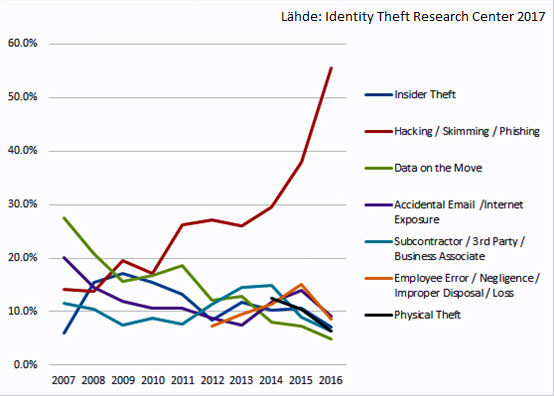 Lähde: Identity Theft Research Center 2017
60.0%
50.0%
40.0%
30.0%
20.0%
10.0%
0.0%
2007 2008 2009 2010 2011 2012 2013 2014 2015 2016
Insider Theft
Hacking / Skimming / Phishing
Data on the Move
Accidental Email /Internet
Exposure
Subcontractor / 3rd Party /
Business Associate
Employee Error / Negligence /
Improper Disposal / Loss
Physical Theft